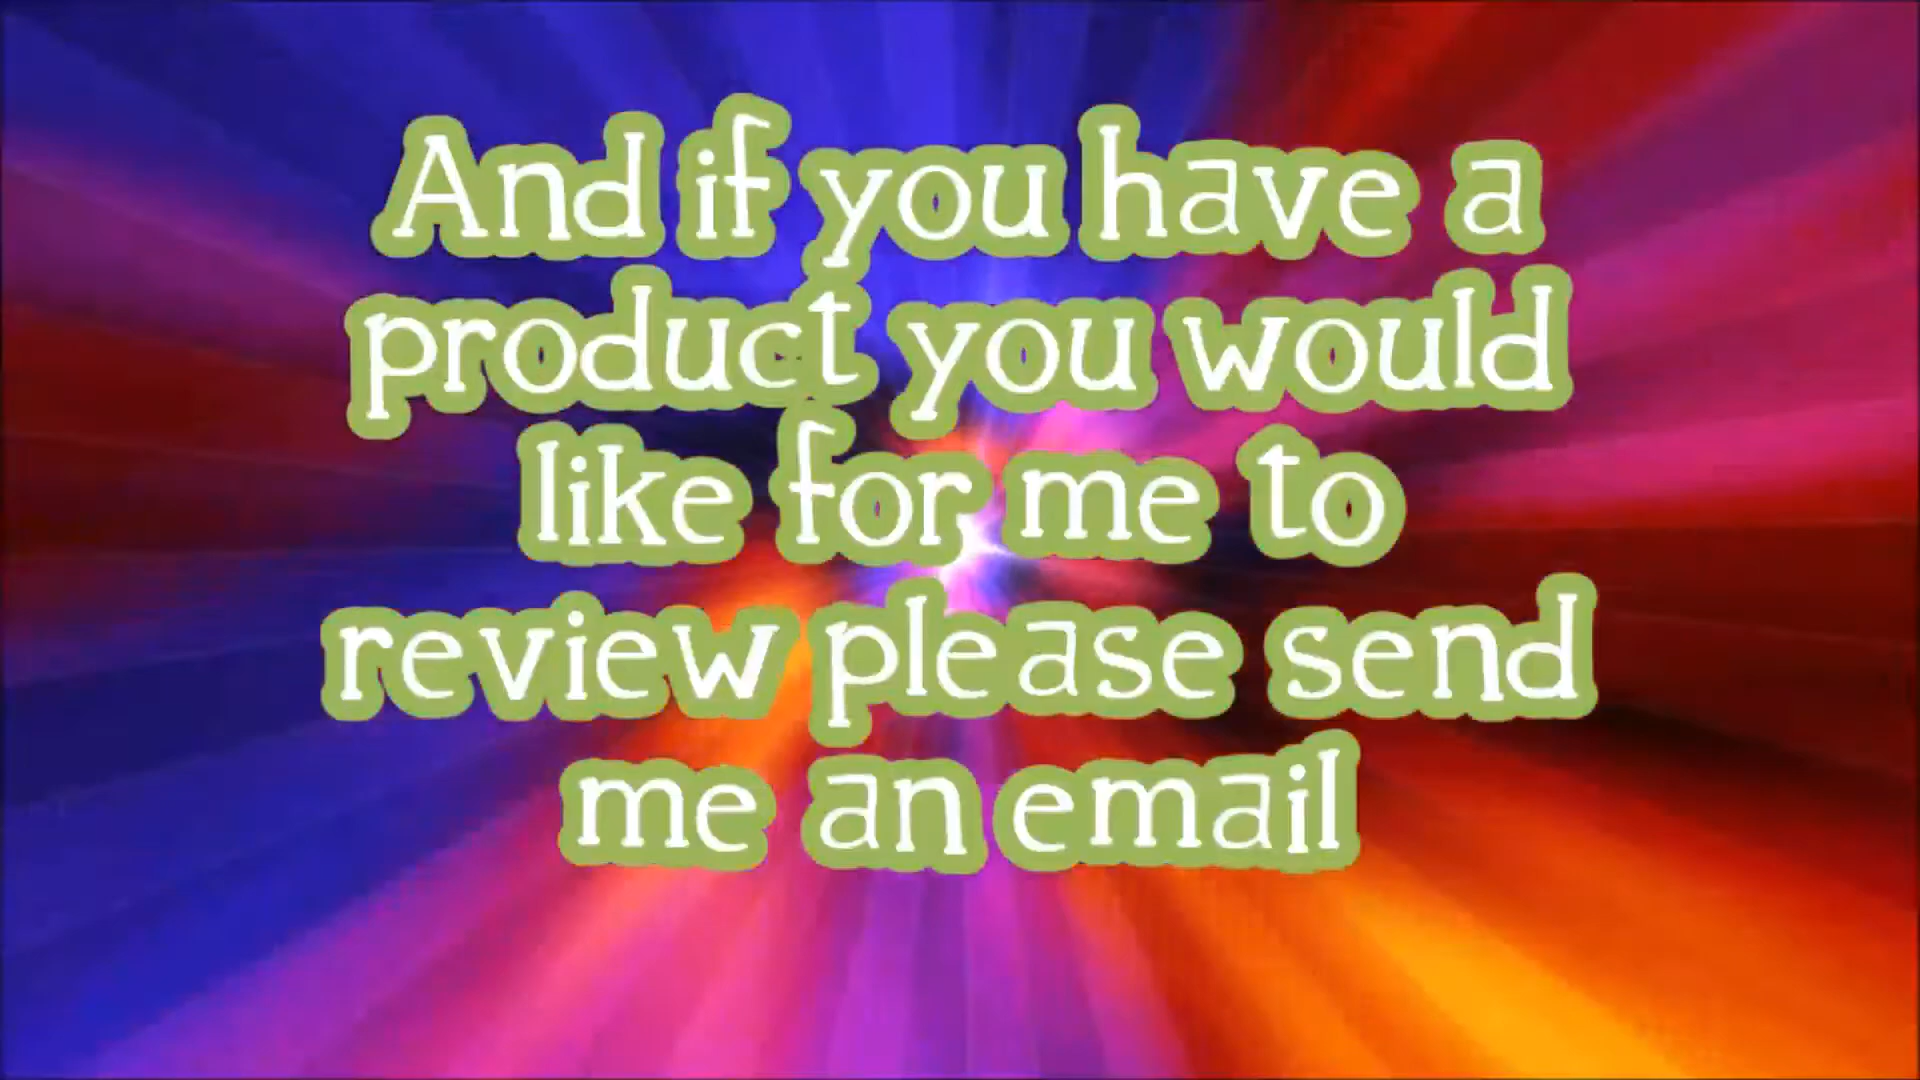 And if you have a
product you would
like for me to
review please send
me an email